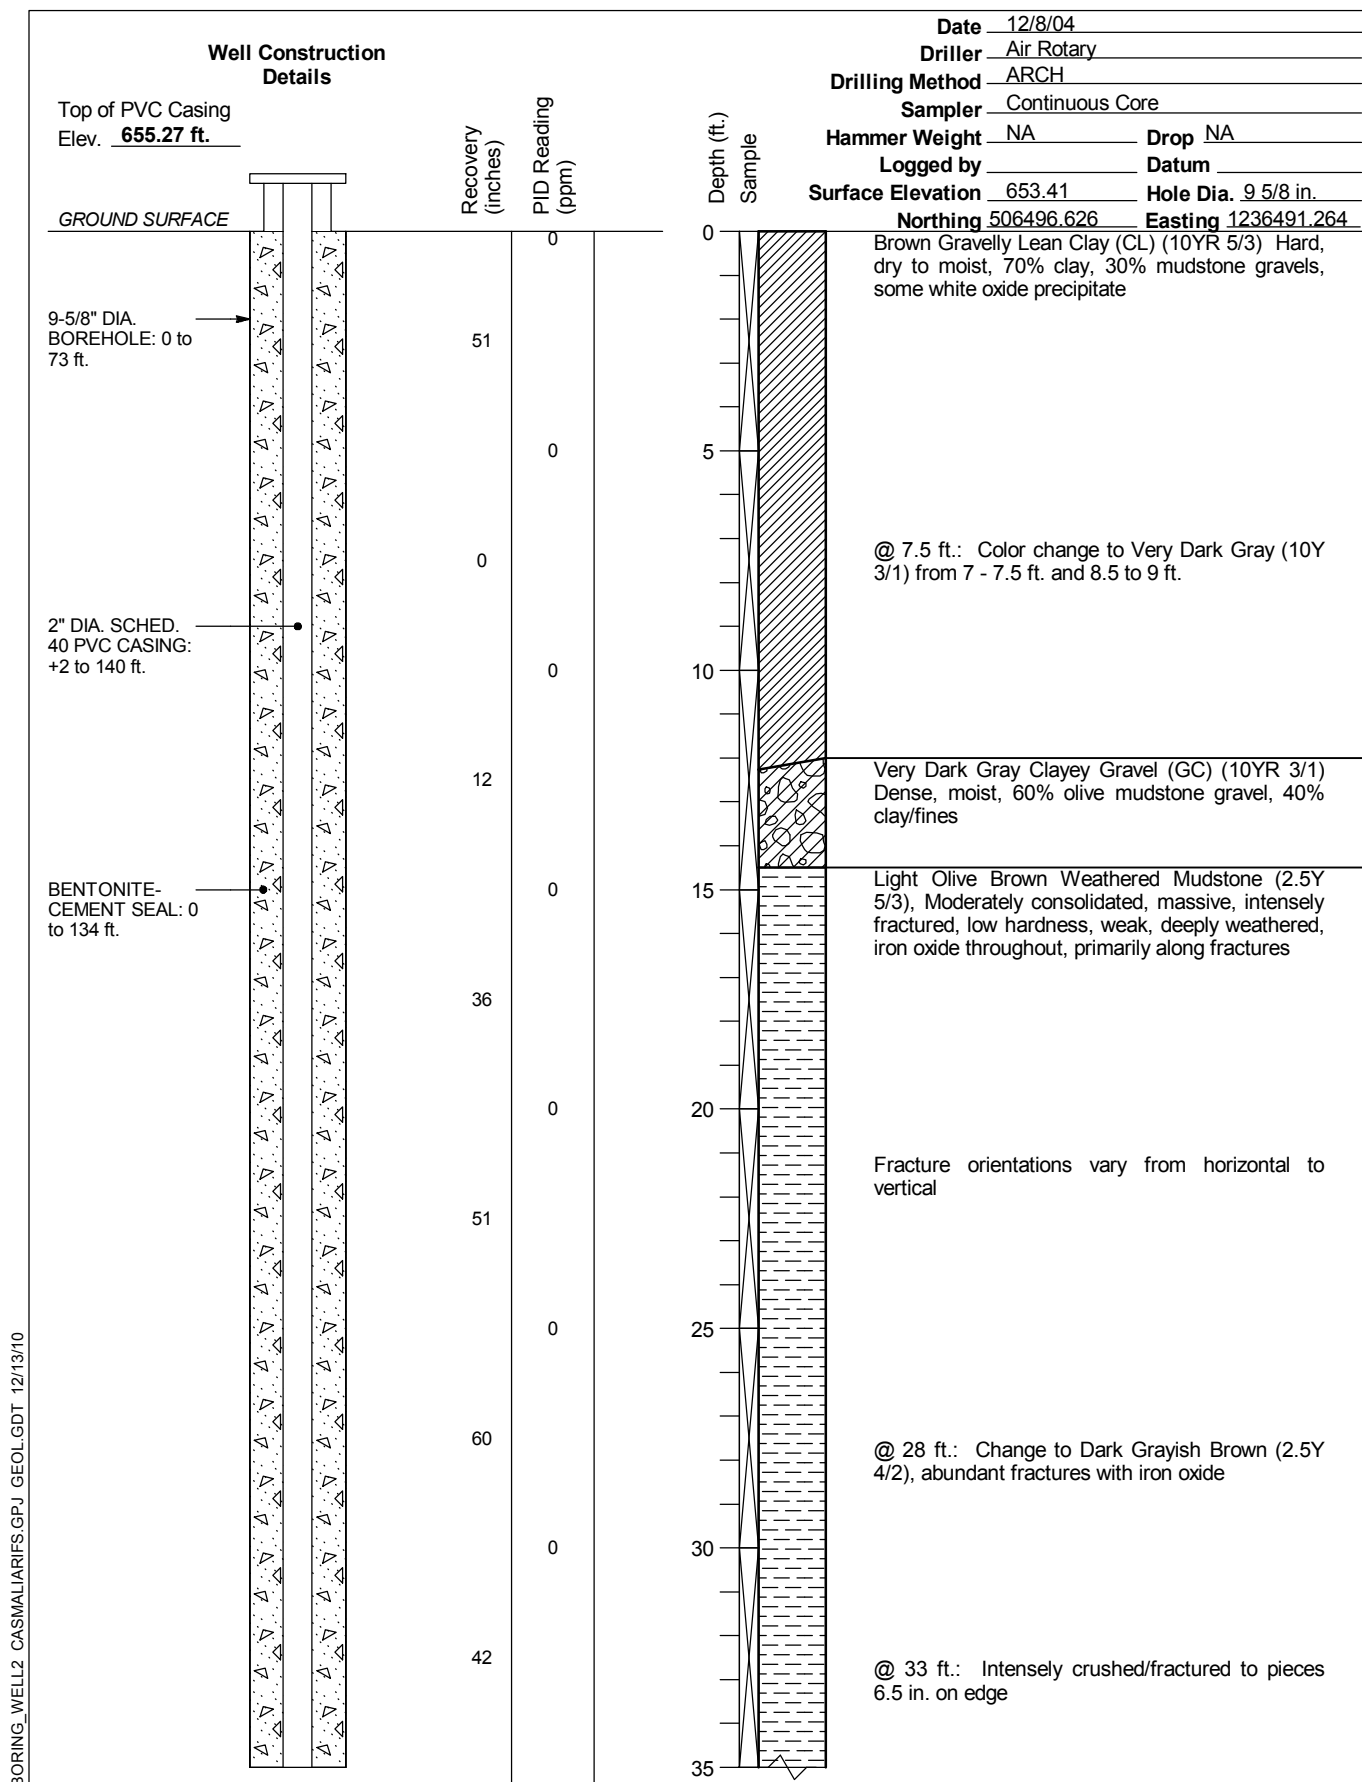 Well Construction
Details
Top of PVC Casing
Elev. 655.27 ft.
GROUND SURFACE
Recovery
(inches)
PID Reading
(ppm)
Depth (ft.)
Sample
Date 12/8/04
Driller Air Rotary
Drilling Method ARCH
Sampler Continuous Core
Hammer Weight NA Drop NA
Logged by Datum
Surface Elevation 653.41 Hole Dia. 9 5/8 in.
Northing 506496.626 Easting 1236491.264
0
0
Brown Gravelly Lean Clay (CL) (10YR 5/3) Hard,
dry to moist, 70% clay, 30% mudstone gravels,
some white oxide precipitate
9-5/8" DIA.
BOREHOLE: 0 to
73 ft.
51
0
5
0
@ 7.5 ft.: Color change to Very Dark Gray (10Y
3/1) from 7 - 7.5 ft. and 8.5 to 9 ft.
2" DIA. SCHED.
40 PVC CASING:
+2 to 140 ft.
0
10
12
Very Dark Gray Clayey Gravel (GC) (10YR 3/1)
Dense, moist, 60% olive mudstone gravel, 40%
clay/fines
BENTONITE-
CEMENT SEAL: 0
to 134 ft.
0
15
Light Olive Brown Weathered Mudstone (2.5Y
5/3), Moderately consolidated, massive, intensely
fractured, low hardness, weak, deeply weathered,
iron oxide throughout, primarily along fractures
36
0
20
Fracture orientations vary from horizontal to
vertical
51
0
25
60
@ 28 ft.: Change to Dark Grayish Brown (2.5Y
4/2), abundant fractures with iron oxide
0
30
42
@ 33 ft.: Intensely crushed/fractured to pieces
6.5 in. on edge
35
BORING_WELL2 CASMALIARIFS.GPJ GEOL.GDT 12/13/10